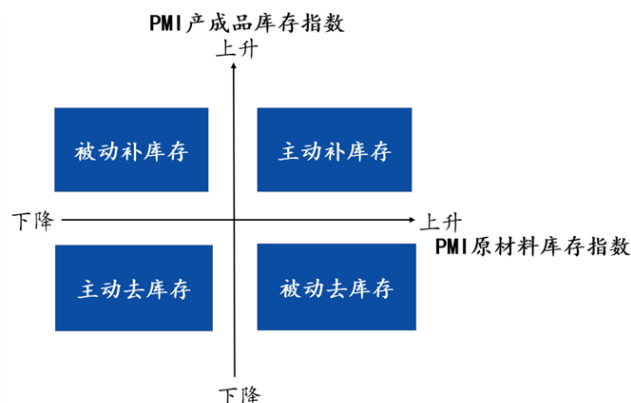 PMI产成品库存指数
上升
被动补库存
主动补库存
下降
上升
PMI原材料库存指数
主动去库存
被动去库存
下降